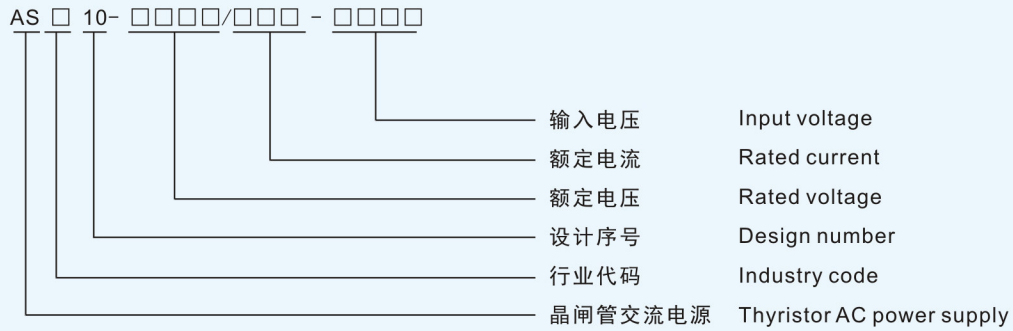 AS □ 10- □□□□/□□□ - □□□□
输入电压 Input voltage
额定电流 Rated current
额定电压 Rated voltage
设计序号 Design number
行业代码 Industry code
晶闸管交流电源 Thyristor AC power supply